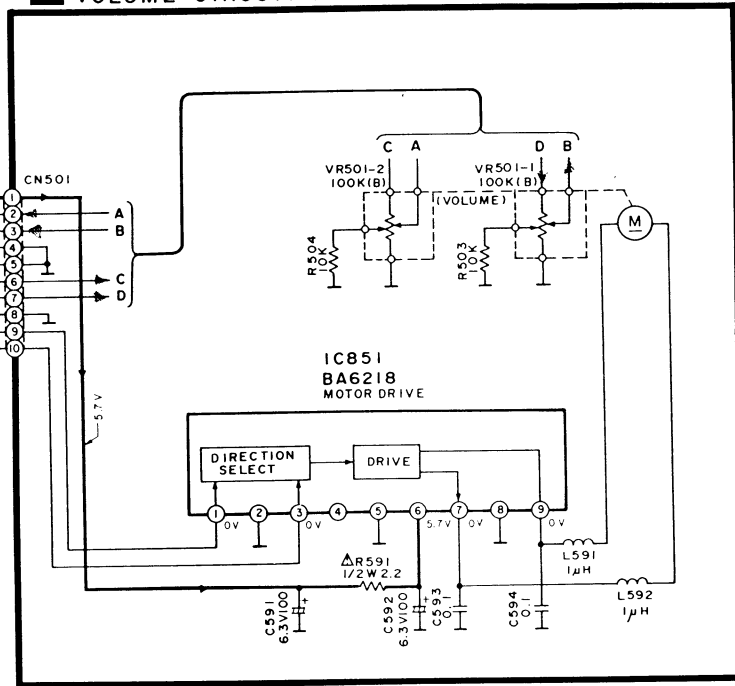 CN501
1
2
3
4
5
6
7
8
9
10
A
B
C
D
5.7V
C A
D B
VR501-2
100K(B)
VR501-1
100K(B)
(VOLUME)
R504
10K
R503
10K
M
IC851
BA6218
MOTOR DRIVE
DIRECTION
SELECT
DRIVE
1 2 3 4 5 6 7 8 9
0V 0V 5.7V 0V 0V
⚠R591
1/2W 2.2
C591
6.3V100
+
C592
6.3V100
+
C593
0.1
C594
0.1
L591
1μH
L592
1μH